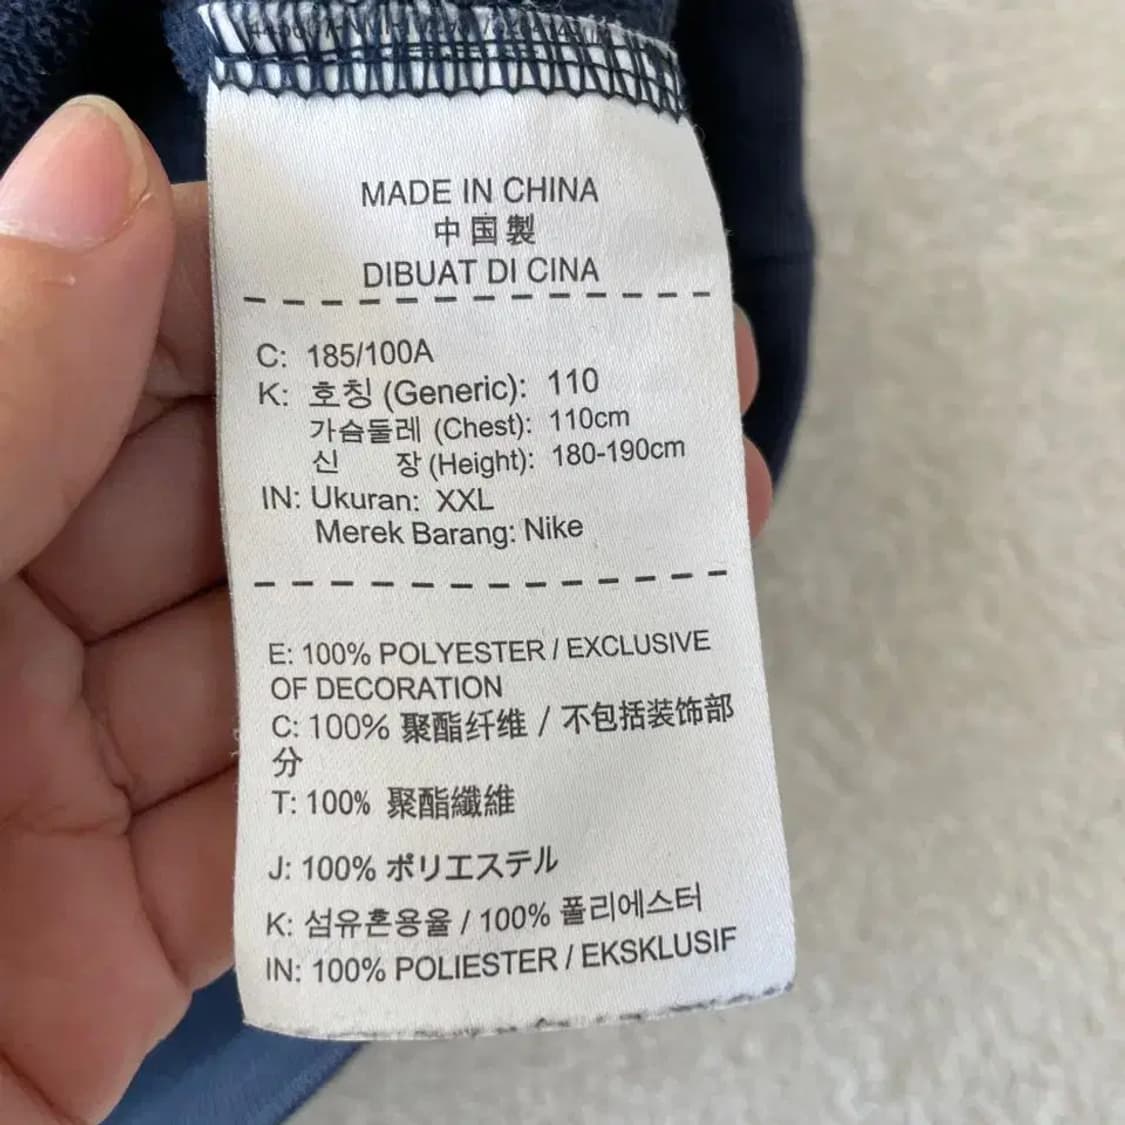 MADE IN CHINA
中国製
DIBUAT DI CINA
C: 185/100A
K: 호칭 (Generic): 110
가슴둘레 (Chest): 110cm
신 장 (Height): 180-190cm
IN: Ukuran: XXL
Merek Barang: Nike
E: 100% POLYESTER / EXCLUSIVE
OF DECORATION
C: 100% 聚酯纤维 / 不包括装饰部
分
T: 100% 聚酯纖維
J: 100% ポリエステル
K: 섬유혼용율 / 100% 폴리에스터
IN: 100% POLIESTER / EKSKLUSIF